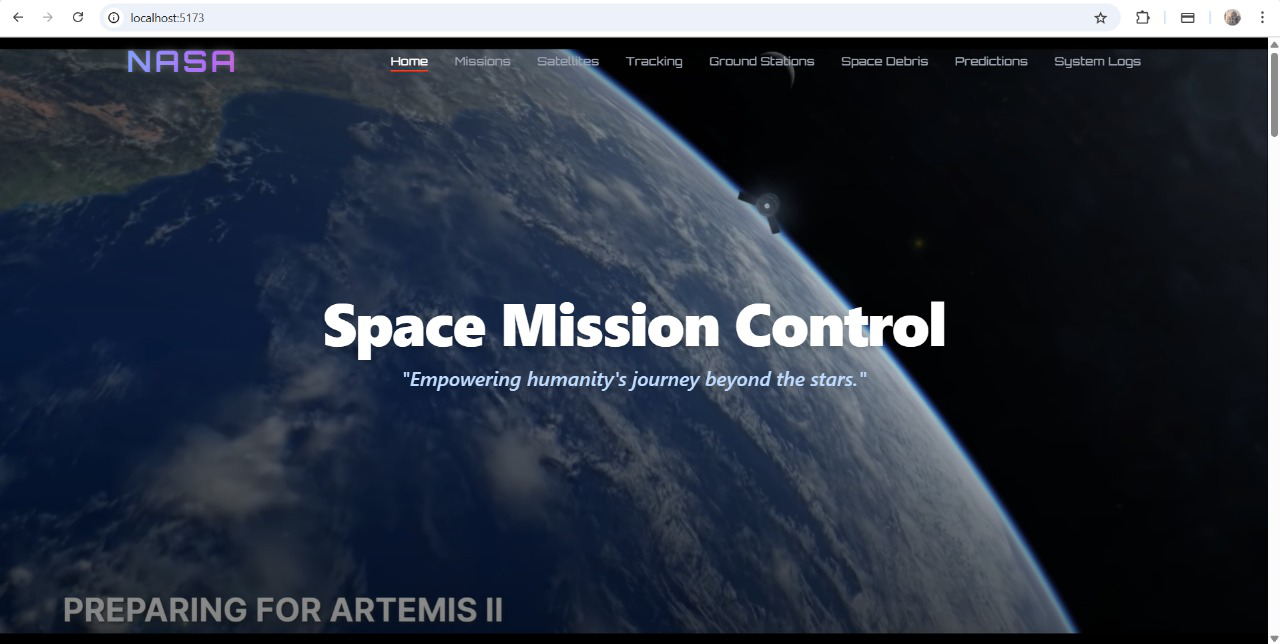 localhost:5173
NASA
Home Missions Satellites Tracking Ground Stations Space Debris Predictions System Logs
Space Mission Control
"Empowering humanity's journey beyond the stars."
PREPARING FOR ARTEMIS II